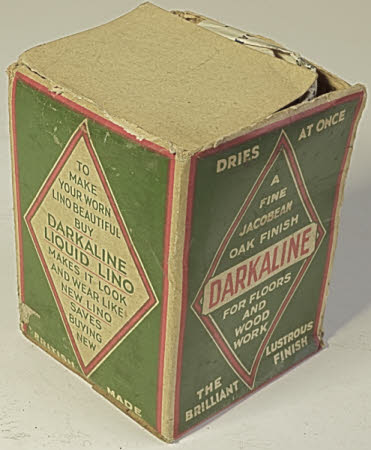 TO
MAKE
YOUR WORN
LINO BEAUTIFUL
BUY
DARKALINE
LIQUID LINO
MAKES IT LOOK
AND WEAR LIKE
NEW LINO
SAVES
BUYING
NEW
BRITISH MADE
DRIES AT ONCE
A
FINE
JACOBEAN
OAK FINISH
DARKALINE
FOR FLOORS
AND
WOOD
WORK
THE
BRILLIANT
LUSTROUS
FINISH